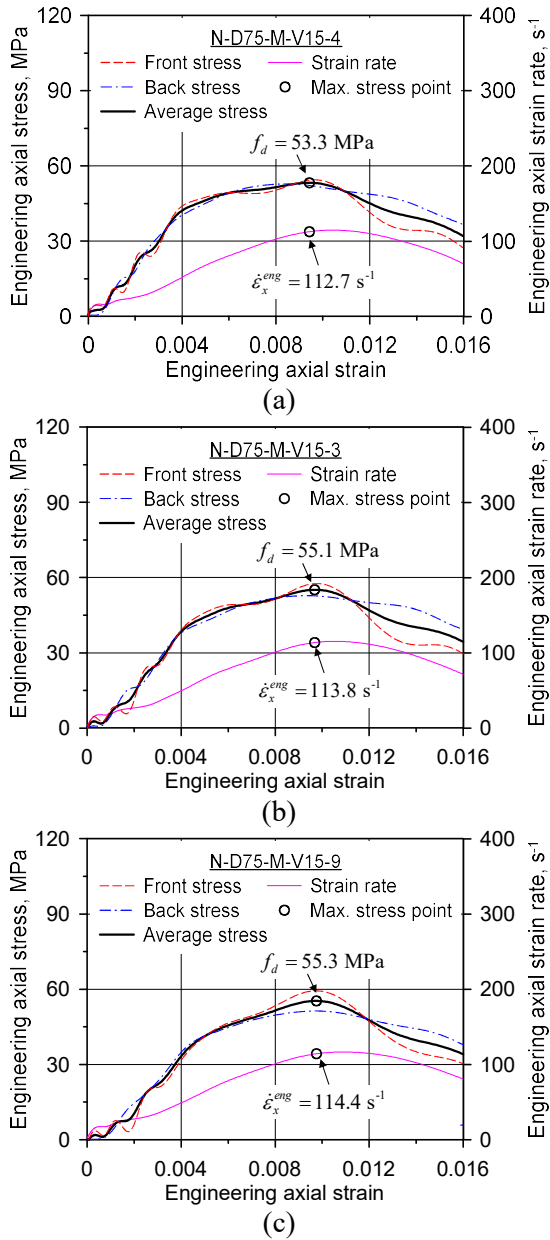 N-D75-M-V15-4
Front stress Strain rate
Back stress Max. stress point
Average stress
f_d = 53.3 MPa
ε̇_x^eng = 112.7 s⁻¹
Engineering axial stress, MPa
120
90
60
30
0
Engineering axial strain rate, s⁻¹
400
300
200
100
0
0 0.004 0.008 0.012 0.016
Engineering axial strain
(a)
N-D75-M-V15-3
Front stress Strain rate
Back stress Max. stress point
Average stress
f_d = 55.1 MPa
ε̇_x^eng = 113.8 s⁻¹
Engineering axial stress, MPa
120
90
60
30
0
Engineering axial strain rate, s⁻¹
400
300
200
100
0
0 0.004 0.008 0.012 0.016
Engineering axial strain
(b)
N-D75-M-V15-9
Front stress Strain rate
Back stress Max. stress point
Average stress
f_d = 55.3 MPa
ε̇_x^eng = 114.4 s⁻¹
Engineering axial stress, MPa
120
90
60
30
0
Engineering axial strain rate, s⁻¹
400
300
200
100
0
0 0.004 0.008 0.012 0.016
Engineering axial strain
(c)